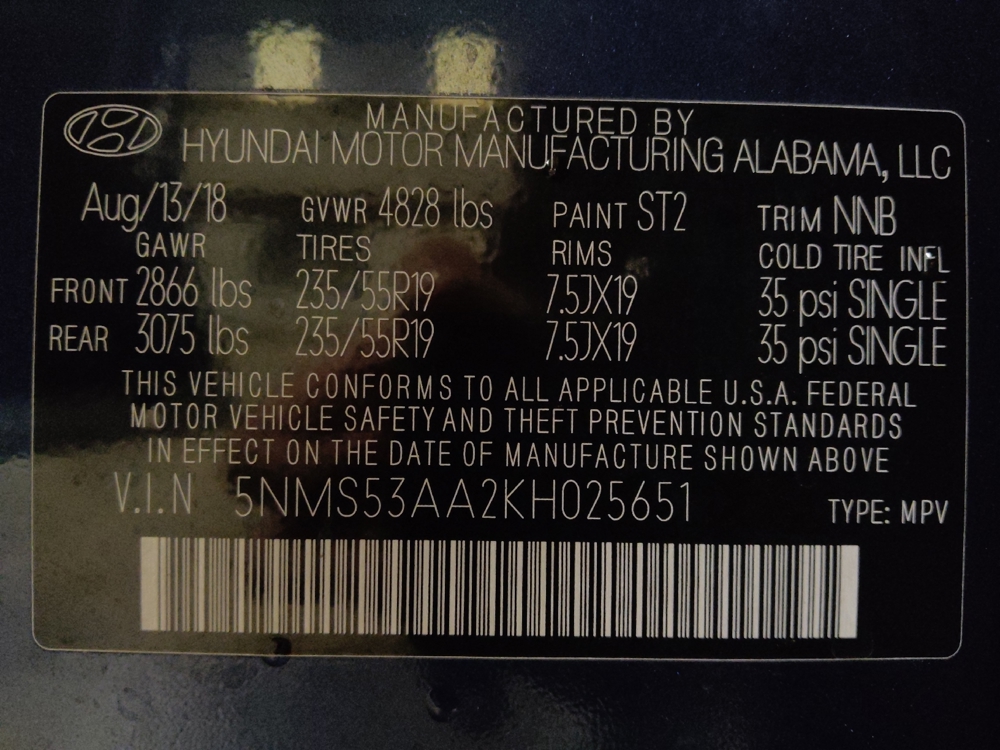 MANUFACTURED BY
HYUNDAI MOTOR MANUFACTURING ALABAMA, LLC
Aug/13/18 GVWR 4828 lbs PAINT ST2 TRIM NNB
GAWR TIRES RIMS COLD TIRE INFL
FRONT 2866 lbs 235/55R19 7.5JX19 35 psi SINGLE
REAR 3075 lbs 235/55R19 7.5JX19 35 psi SINGLE
THIS VEHICLE CONFORMS TO ALL APPLICABLE U.S.A. FEDERAL
MOTOR VEHICLE SAFETY AND THEFT PREVENTION STANDARDS
IN EFFECT ON THE DATE OF MANUFACTURE SHOWN ABOVE
V.I.N 5NMS53AA2KH025651 TYPE: MPV